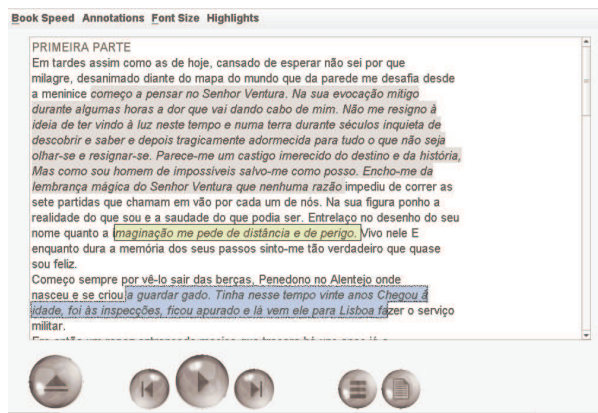 Book Speed Annotations Font Size Highlights
PRIMEIRA PARTE
Em tardes assim como as de hoje, cansado de esperar não sei por que
milagre, desanimado diante do mapa do mundo que da parede me desafia desde
a meninice começo a pensar no Senhor Ventura. Na sua evocação mitigo
durante algumas horas a dor que vai dando cabo de mim. Não me resigno à
ideia de ter vindo à luz neste tempo e numa terra durante séculos inquieta de
descobrir e saber e depois tragicamente adormecida para tudo o que não seja
olhar-se e resignar-se. Parece-me um castigo imerecido do destino e da história,
Mas como sou homem de impossíveis salvo-me como posso. Encho-me da
lembrança mágica do Senhor Ventura que nenhuma razão impediu de correr as
sete partidas que chamam em vão por cada um de nós. Na sua figura ponho a
realidade do que sou e a saudade do que podia ser. Entrelaço no desenho do seu
nome quanto a imaginação me pede de distância e de perigo. Vivo nele E
enquanto dura a memória dos seus passos sinto-me tão verdadeiro que quase
sou feliz.
Começo sempre por vê-lo sair das berças, Penedono no Alentejo onde
nasceu e se criou a guardar gado. Tinha nesse tempo vinte anos Chegou á
idade, foi às inspecções, ficou apurado e lá vem ele para Lisboa fazer o serviço
militar.